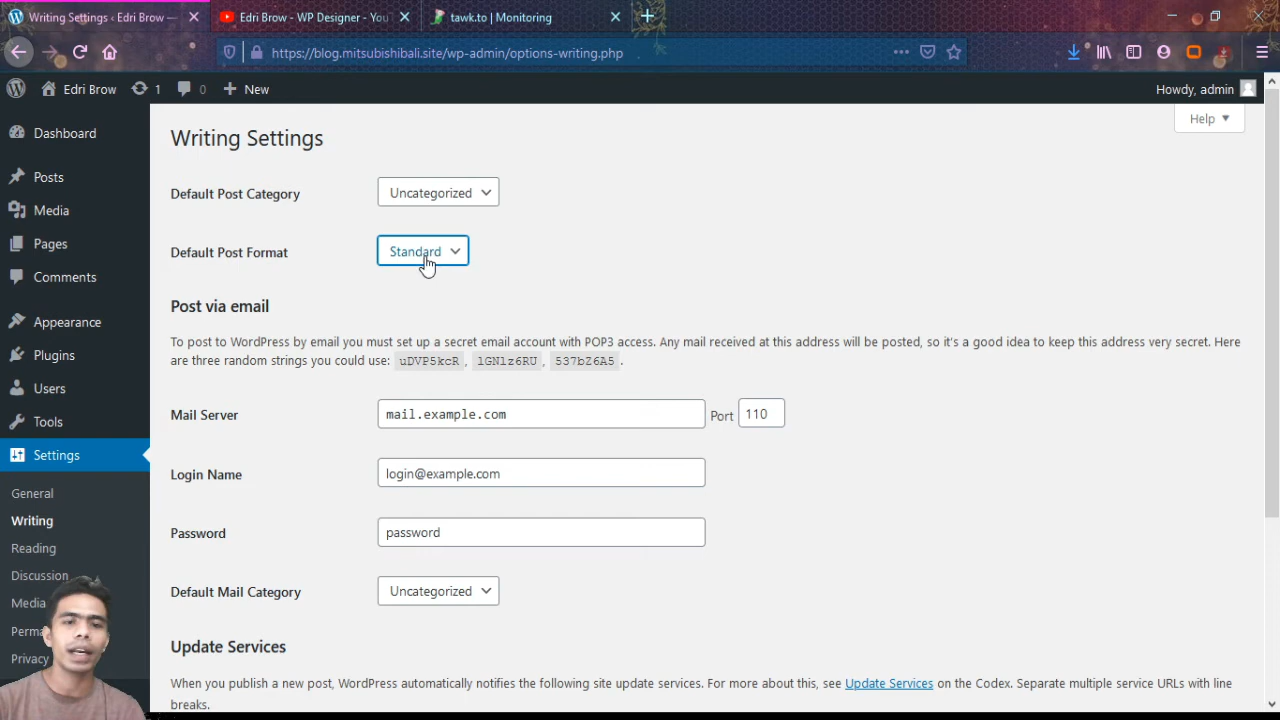 Writing Settings ‹ Edri Brow —
Edri Brow - WP Designer - You
tawk.to | Monitoring
https://blog.mitsubishibali.site/wp-admin/options-writing.php
Edri Brow
1
0
New
Howdy, admin
Help
Dashboard
Posts
Media
Pages
Comments
Appearance
Plugins
Users
Tools
Settings
General
Writing
Reading
Discussion
Media
Perma
Privacy
Writing Settings
Default Post Category
Uncategorized
Default Post Format
Standard
Post via email
To post to WordPress by email you must set up a secret email account with POP3 access. Any mail received at this address will be posted, so it's a good idea to keep this address very secret. Here
are three random strings you could use: uDVP5kcR, lGN1z6RU, 537bZ6A5.
Mail Server
mail.example.com
Port 110
Login Name
login@example.com
Password
password
Default Mail Category
Uncategorized
Update Services
When you publish a new post, WordPress automatically notifies the following site update services. For more about this, see Update Services on the Codex. Separate multiple service URLs with line
breaks.